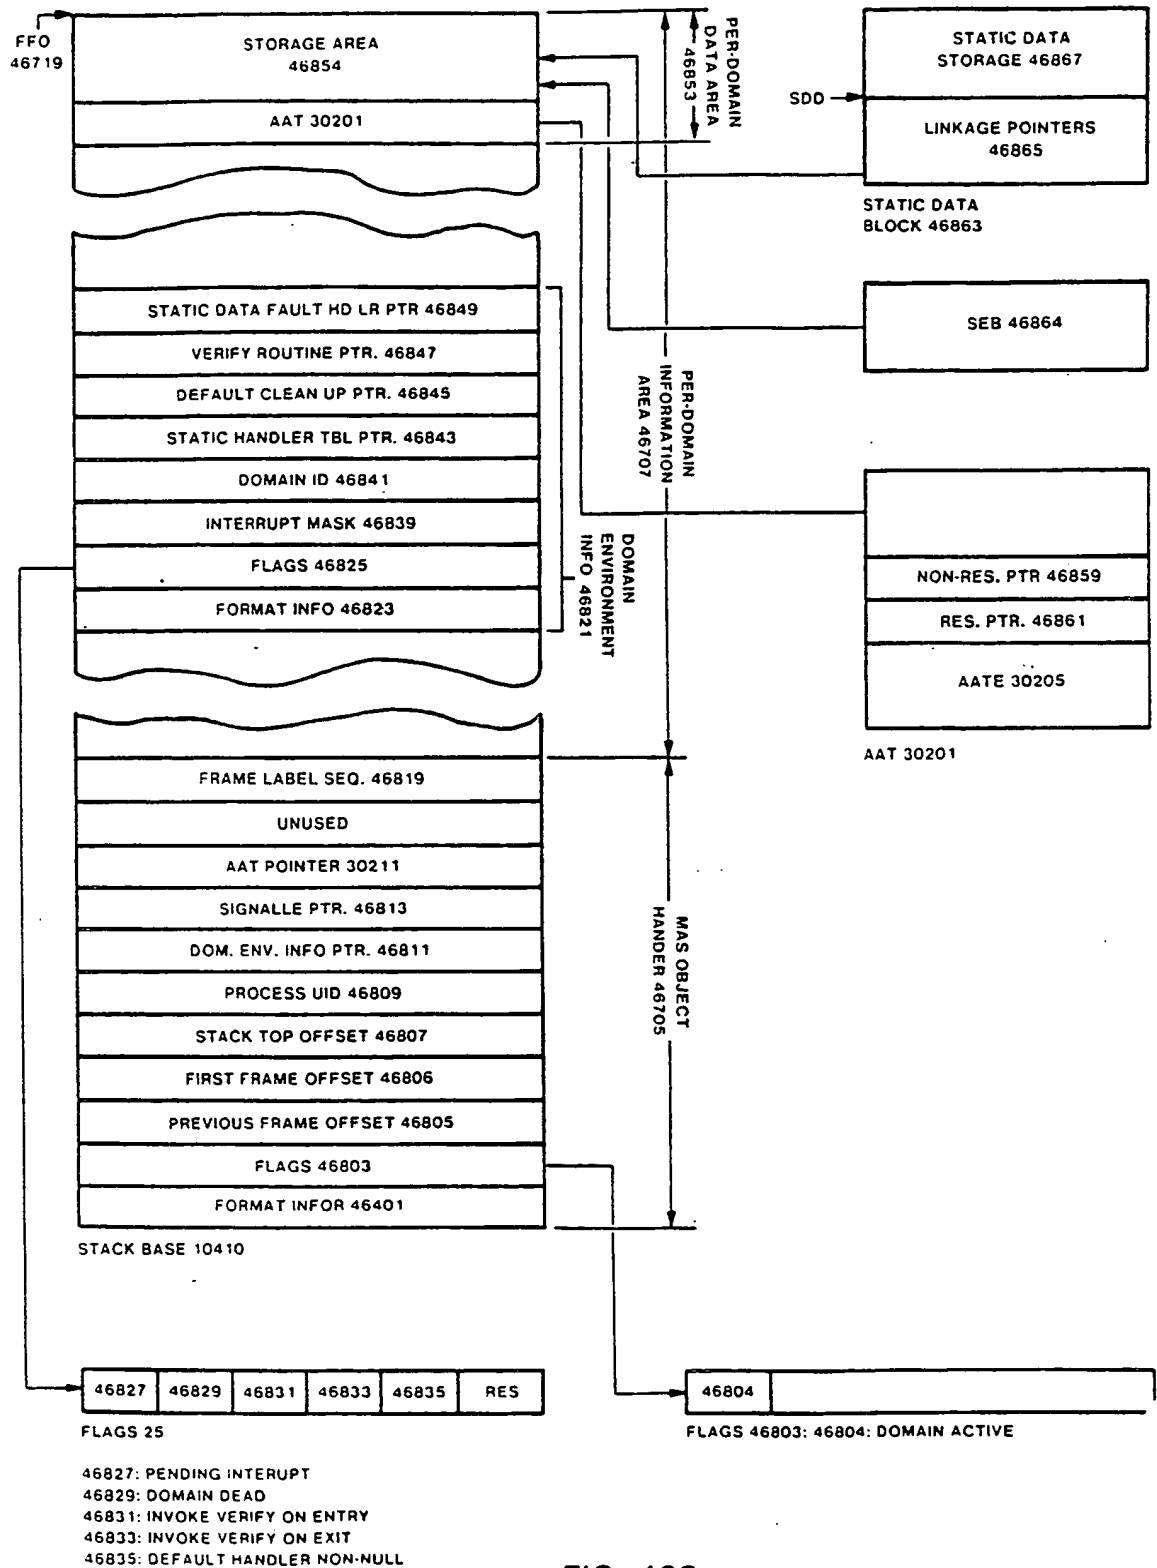 FFO
46719
STORAGE AREA
46854
AAT 30201
PER-DOMAIN
DATA AREA
46853
STATIC DATA
STORAGE 46867
SDD
LINKAGE POINTERS
46865
STATIC DATA
BLOCK 46863
STATIC DATA FAULT HD LR PTR 46849
VERIFY ROUTINE PTR. 46847
DEFAULT CLEAN UP PTR. 46845
STATIC HANDLER TBL PTR. 46843
DOMAIN ID 46841
INTERRUPT MASK 46839
FLAGS 46825
FORMAT INFO 46823
DOMAIN
ENVIRONMENT
INFO 46821
PER-DOMAIN
INFORMATION
AREA 46707
SEB 46864
NON-RES. PTR 46859
RES. PTR. 46861
AATE 30205
AAT 30201
FRAME LABEL SEQ. 46819
UNUSED
AAT POINTER 30211
SIGNALLE PTR. 46813
DOM. ENV. INFO PTR. 46811
PROCESS UID 46809
STACK TOP OFFSET 46807
FIRST FRAME OFFSET 46806
PREVIOUS FRAME OFFSET 46805
FLAGS 46803
FORMAT INFOR 46401
MAS OBJECT
HANDER 46705
STACK BASE 10410
46827 46829 46831 46833 46835 RES
FLAGS 25
46804
FLAGS 46803: 46804: DOMAIN ACTIVE
46827: PENDING INTERUPT
46829: DOMAIN DEAD
46831: INVOKE VERIFY ON ENTRY
46833: INVOKE VERIFY ON EXIT
46835: DEFAULT HANDLER NON-NULL